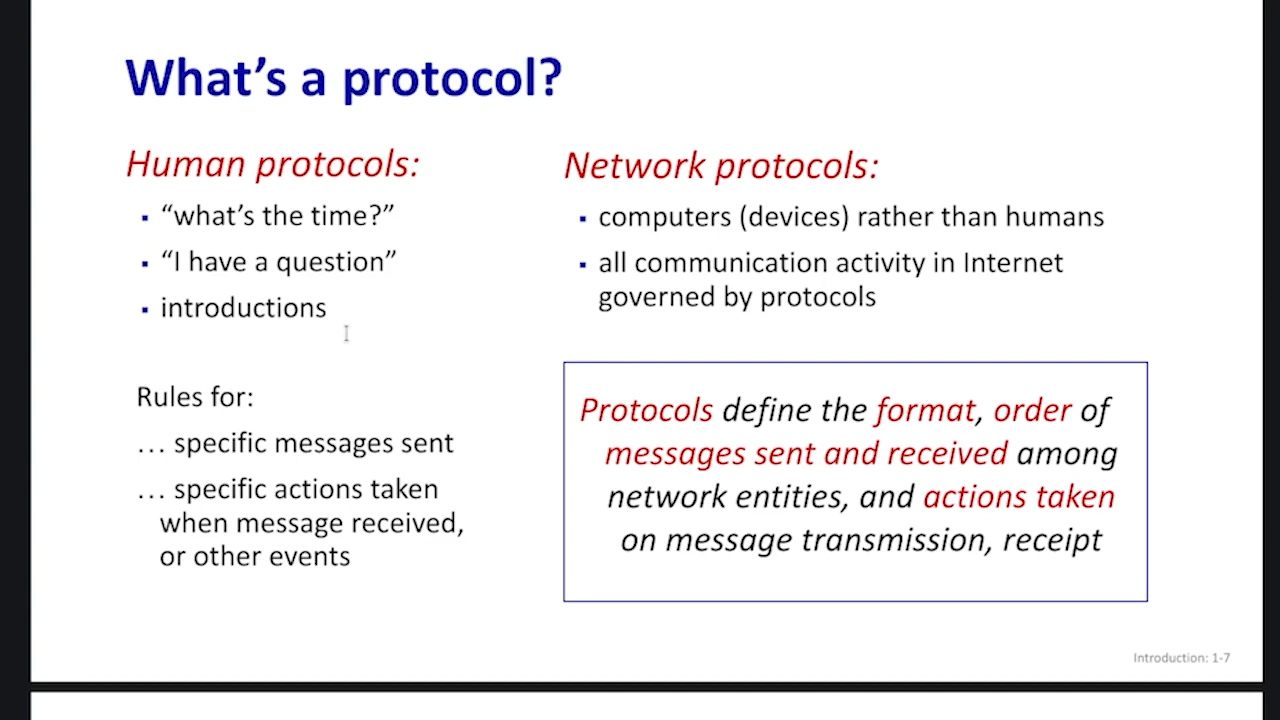 What’s a protocol?
Human protocols:
▪ “what’s the time?”
▪ “I have a question”
▪ introductions
Rules for:
… specific messages sent
… specific actions taken
when message received,
or other events
Network protocols:
▪ computers (devices) rather than humans
▪ all communication activity in Internet
governed by protocols
Protocols define the format, order of
messages sent and received among
network entities, and actions taken
on message transmission, receipt
Introduction: 1-7